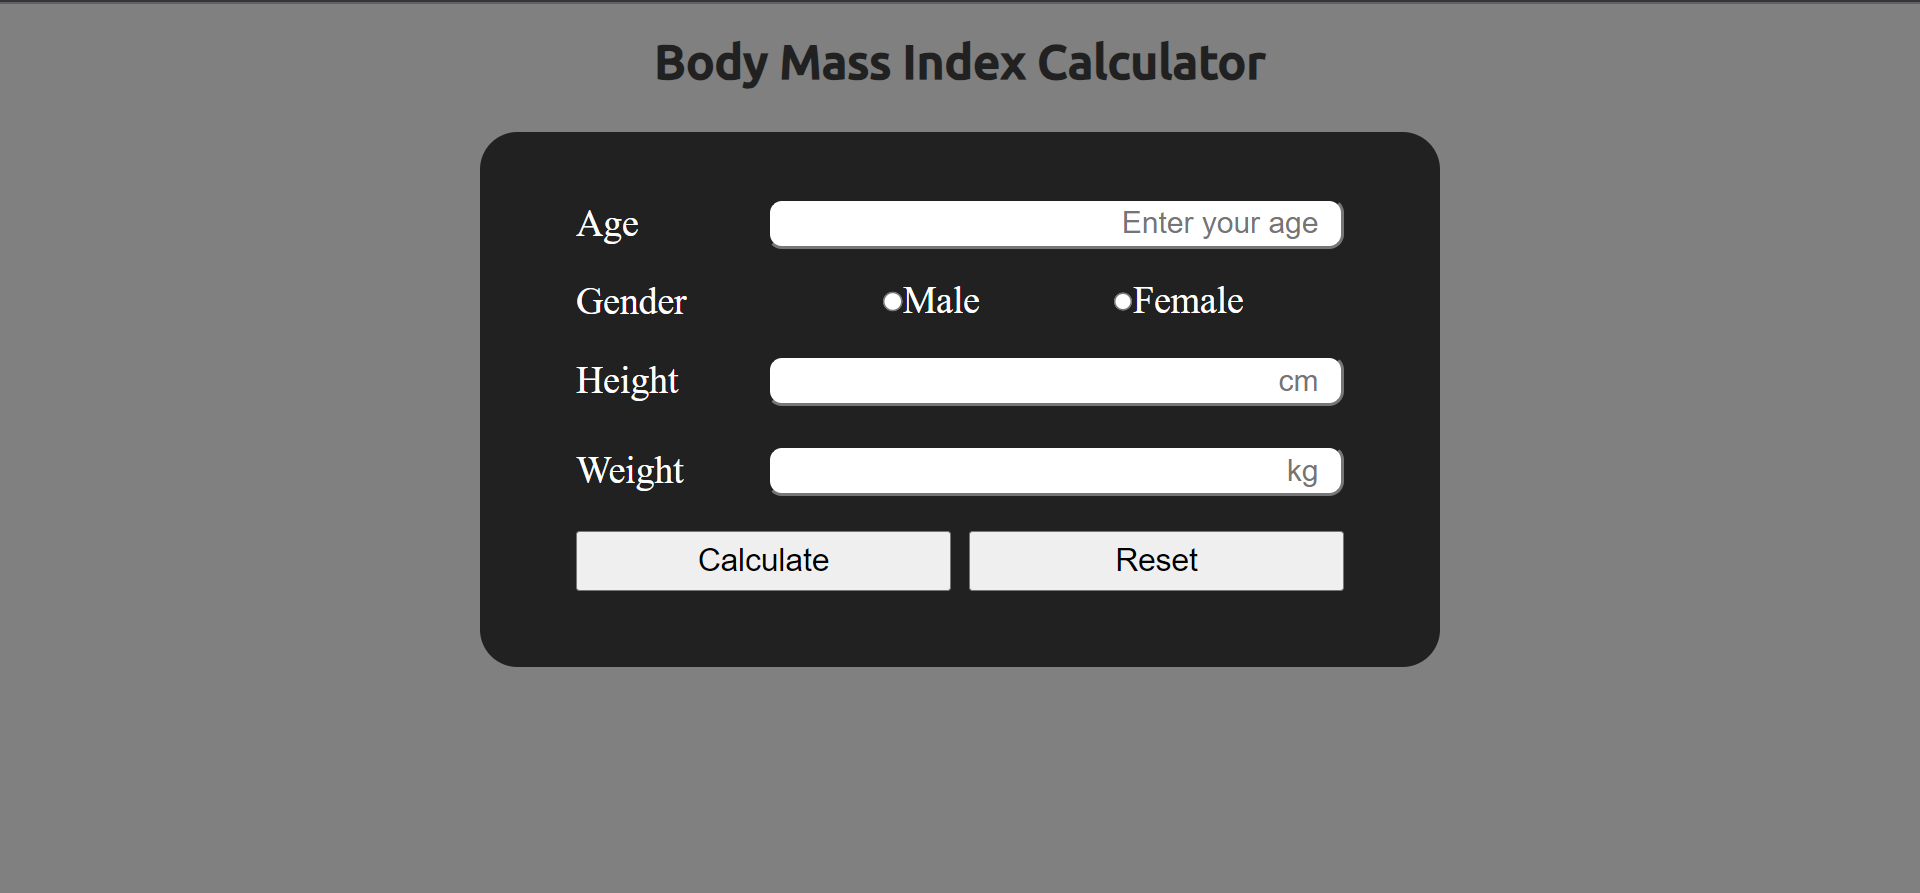 Body Mass Index Calculator
Age Enter your age
Gender Male Female
Height cm
Weight kg
Calculate Reset